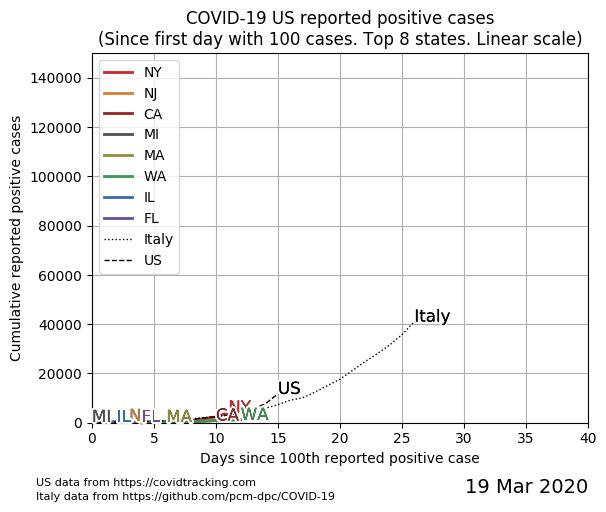 COVID-19 US reported positive cases
(Since first day with 100 cases. Top 8 states. Linear scale)
Cumulative reported positive cases
140000
120000
100000
80000
60000
40000
20000
0
NY
NJ
CA
MI
MA
WA
IL
FL
Italy
US
Italy
US
NY
MI IL NJ FL MA CA WA
0 5 10 15 20 25 30 35 40
Days since 100th reported positive case
US data from https://covidtracking.com
Italy data from https://github.com/pcm-dpc/COVID-19
19 Mar 2020